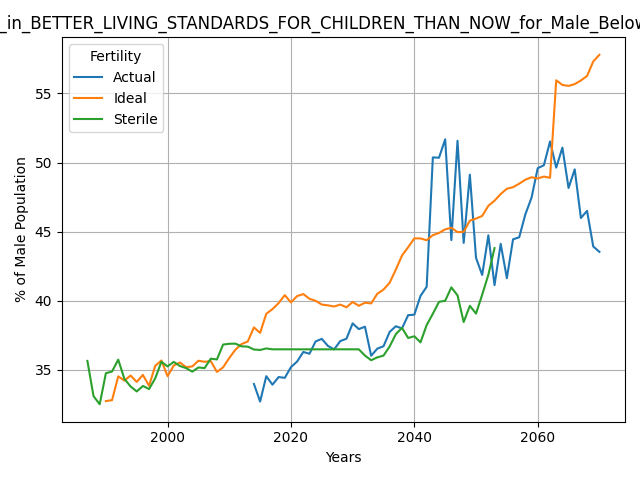 _in_BETTER_LIVING_STANDARDS_FOR_CHILDREN_THAN_NOW_for_Male_Below
Fertility
Actual
Ideal
Sterile
% of Male Population
55
50
45
40
35
2000
2020
2040
2060
Years